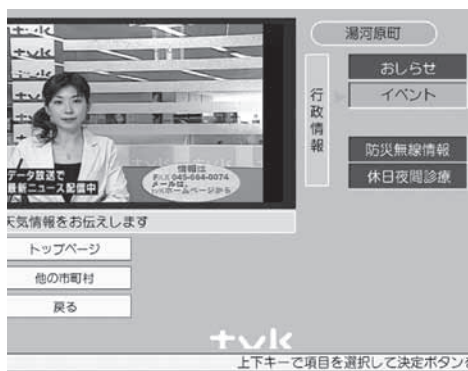 湯河原町
行政情報
おしらせ
イベント
防災無線情報
休日夜間診療
tvk
データ放送で
最新ニュース配信中
情報は
FAX 045-664-0074
メールは、
tvkホームページから
天気情報をお伝えします
トップページ
他の市町村
戻る
tvk
上下キーで項目を選択して決定ボタンを